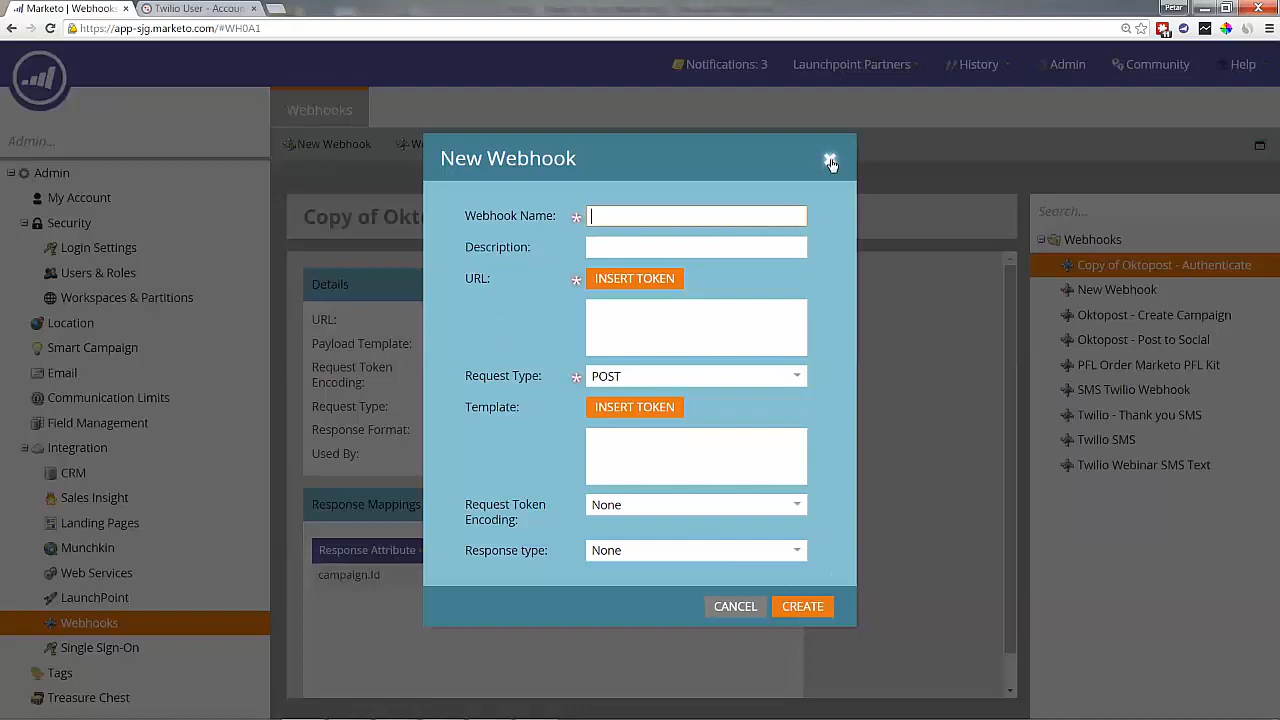 Marketo | Webhooks
Twilio User - Accoun
Petar
https://app-sjg.marketo.com/#WH0A1
Notifications: 3
Launchpoint Partners
History
Admin
Community
Help
Admin...
Webhooks
New Webhook
Admin
My Account
Security
Login Settings
Users & Roles
Workspaces & Partitions
Location
Smart Campaign
Email
Communication Limits
Field Management
Integration
CRM
Sales Insight
Landing Pages
Munchkin
Web Services
LaunchPoint
Webhooks
Single Sign-On
Tags
Treasure Chest
Copy of Okto
Details
URL:
Payload Template:
Request Token
Encoding:
Request Type:
Response Format:
Used By:
Response Mappings
Response Attribute
campaign.Id
New Webhook
Webhook Name: *
Description:
URL: * INSERT TOKEN
Request Type: * POST
Template: INSERT TOKEN
Request Token
Encoding:
None
Response type: None
CANCEL
CREATE
Search...
Webhooks
Copy of Oktopost - Authenticate
New Webhook
Oktopost - Create Campaign
Oktopost - Post to Social
PFL Order Marketo PFL Kit
SMS Twilio Webhook
Twilio - Thank you SMS
Twilio SMS
Twilio Webinar SMS Text